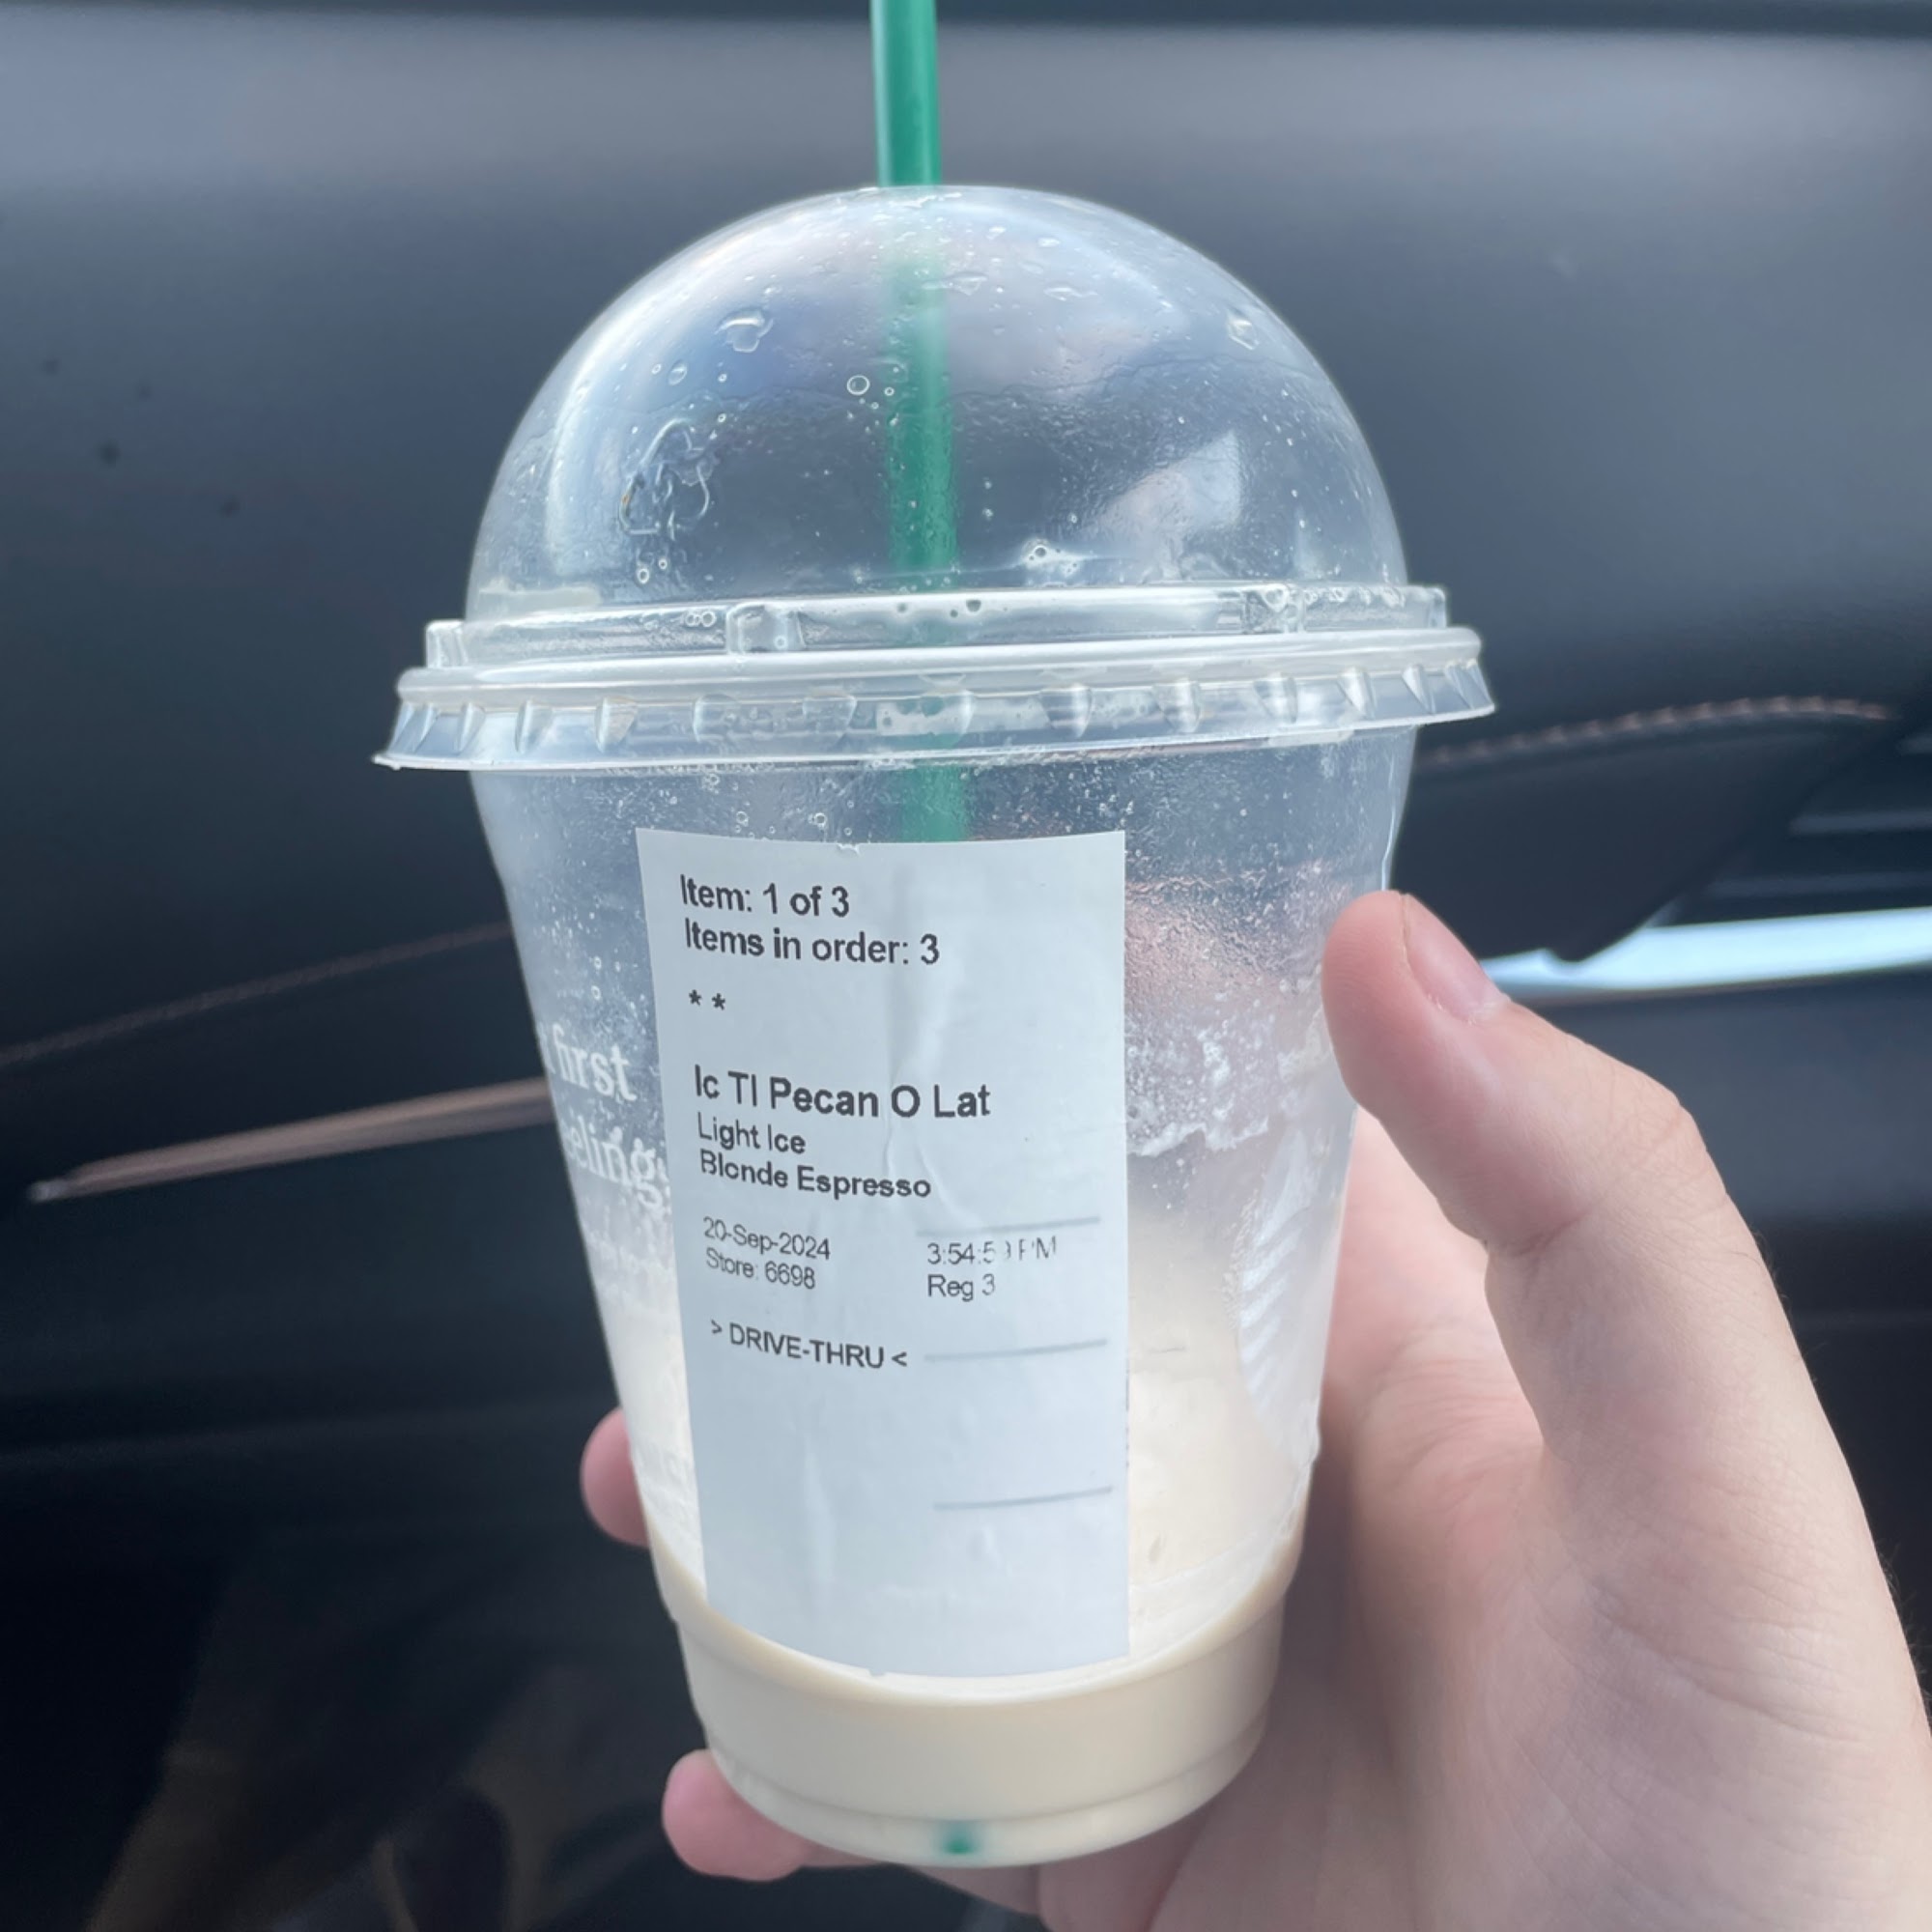 Item: 1 of 3
Items in order: 3
* *
Ic Tl Pecan O Lat
Light Ice
Blonde Espresso
20-Sep-2024
Store: 6698
Reg 3
> DRIVE-THRU <
first